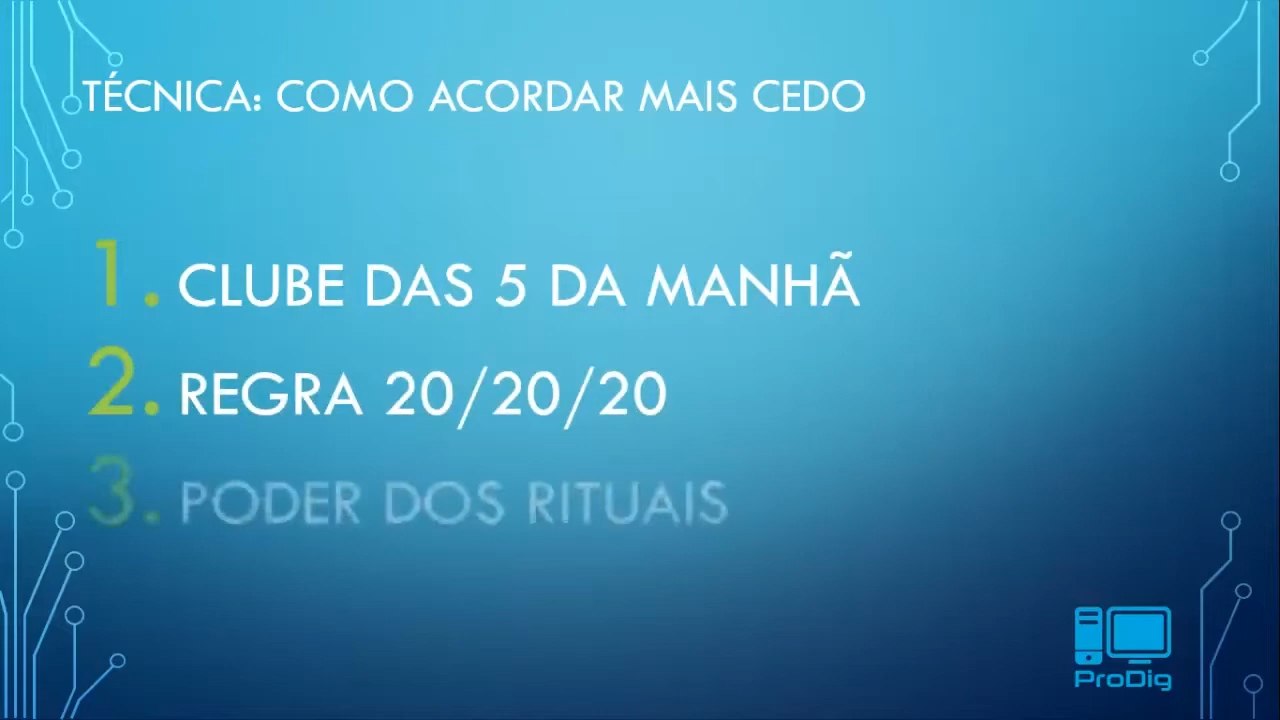 TÉCNICA: COMO ACORDAR MAIS CEDO
1. CLUBE DAS 5 DA MANHÃ
2. REGRA 20/20/20
3. PODER DOS RITUAIS
ProDig